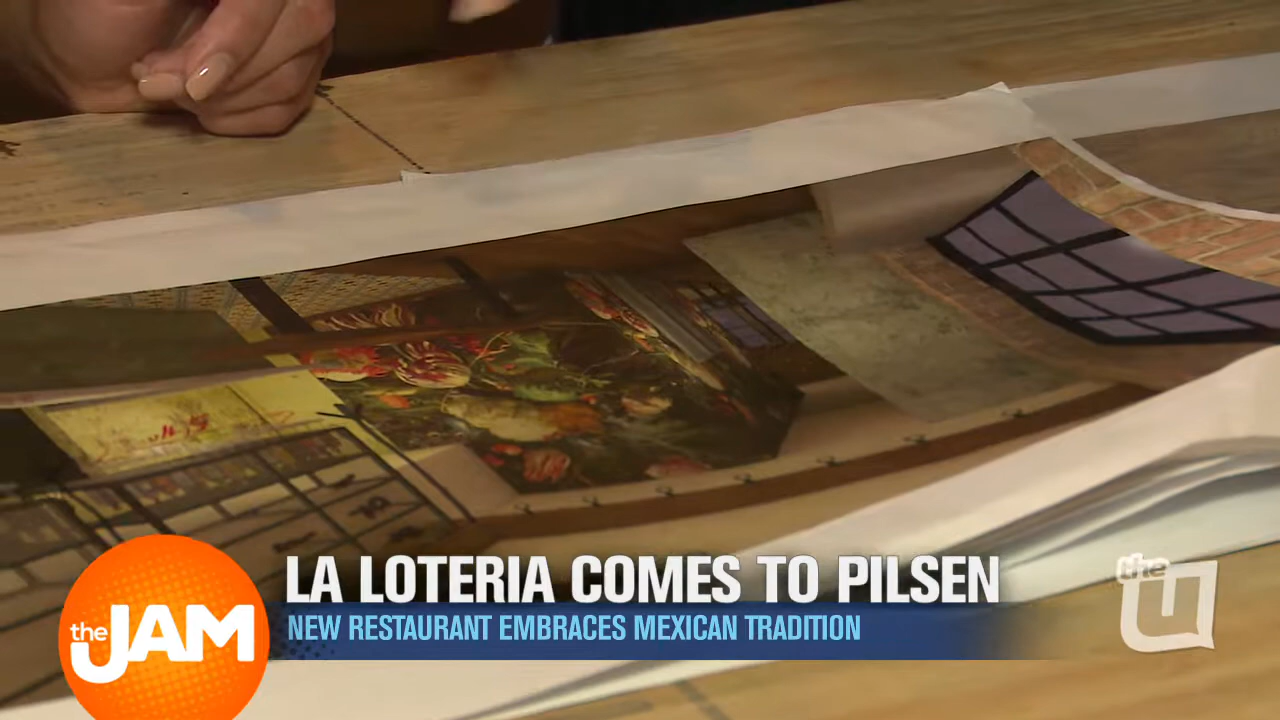 LA LOTERIA COMES TO PILSEN
NEW RESTAURANT EMBRACES MEXICAN TRADITION
the JAM
the U